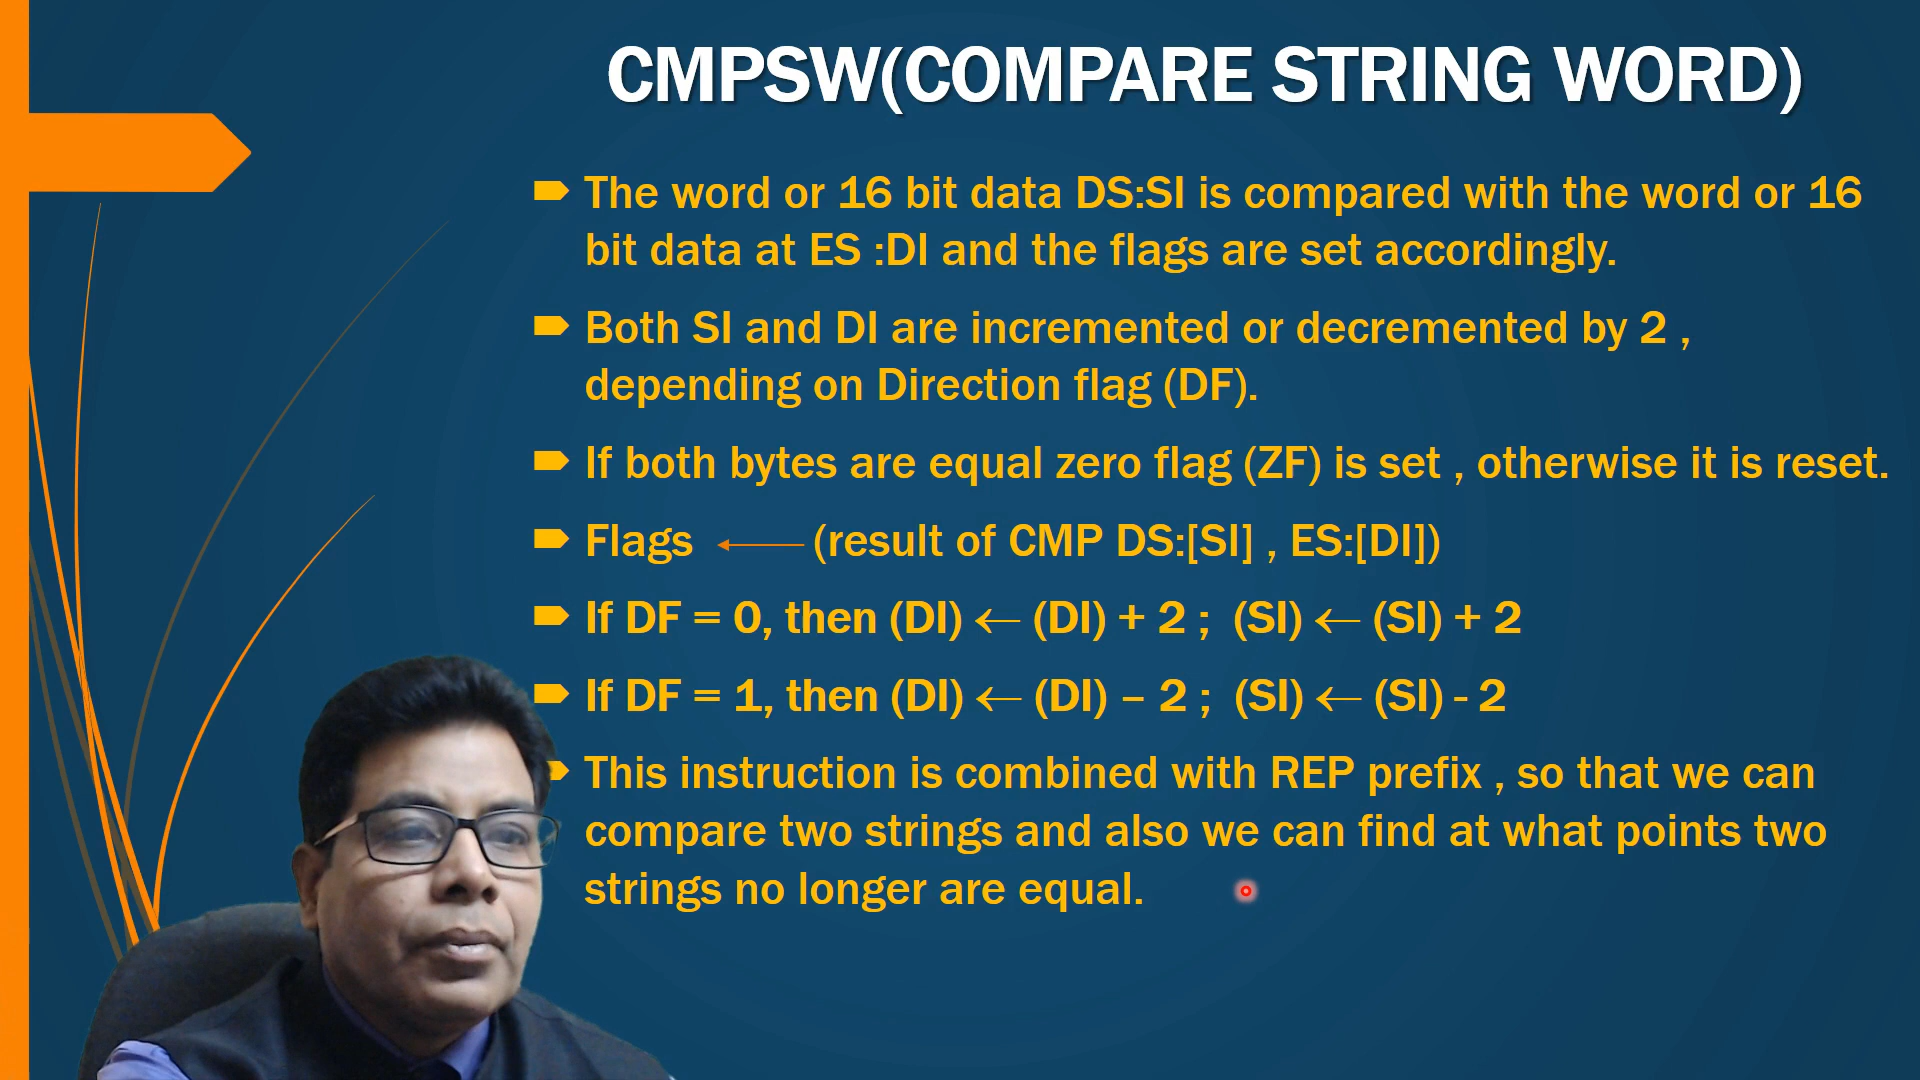 CMPSW(COMPARE STRING WORD)
The word or 16 bit data DS:SI is compared with the word or 16
bit data at ES :DI and the flags are set accordingly.
Both SI and DI are incremented or decremented by 2 ,
depending on Direction flag (DF).
If both bytes are equal zero flag (ZF) is set , otherwise it is reset.
Flags ← (result of CMP DS:[SI] , ES:[DI])
If DF = 0, then (DI) ← (DI) + 2 ; (SI) ← (SI) + 2
If DF = 1, then (DI) ← (DI) – 2 ; (SI) ← (SI) - 2
This instruction is combined with REP prefix , so that we can
compare two strings and also we can find at what points two
strings no longer are equal.